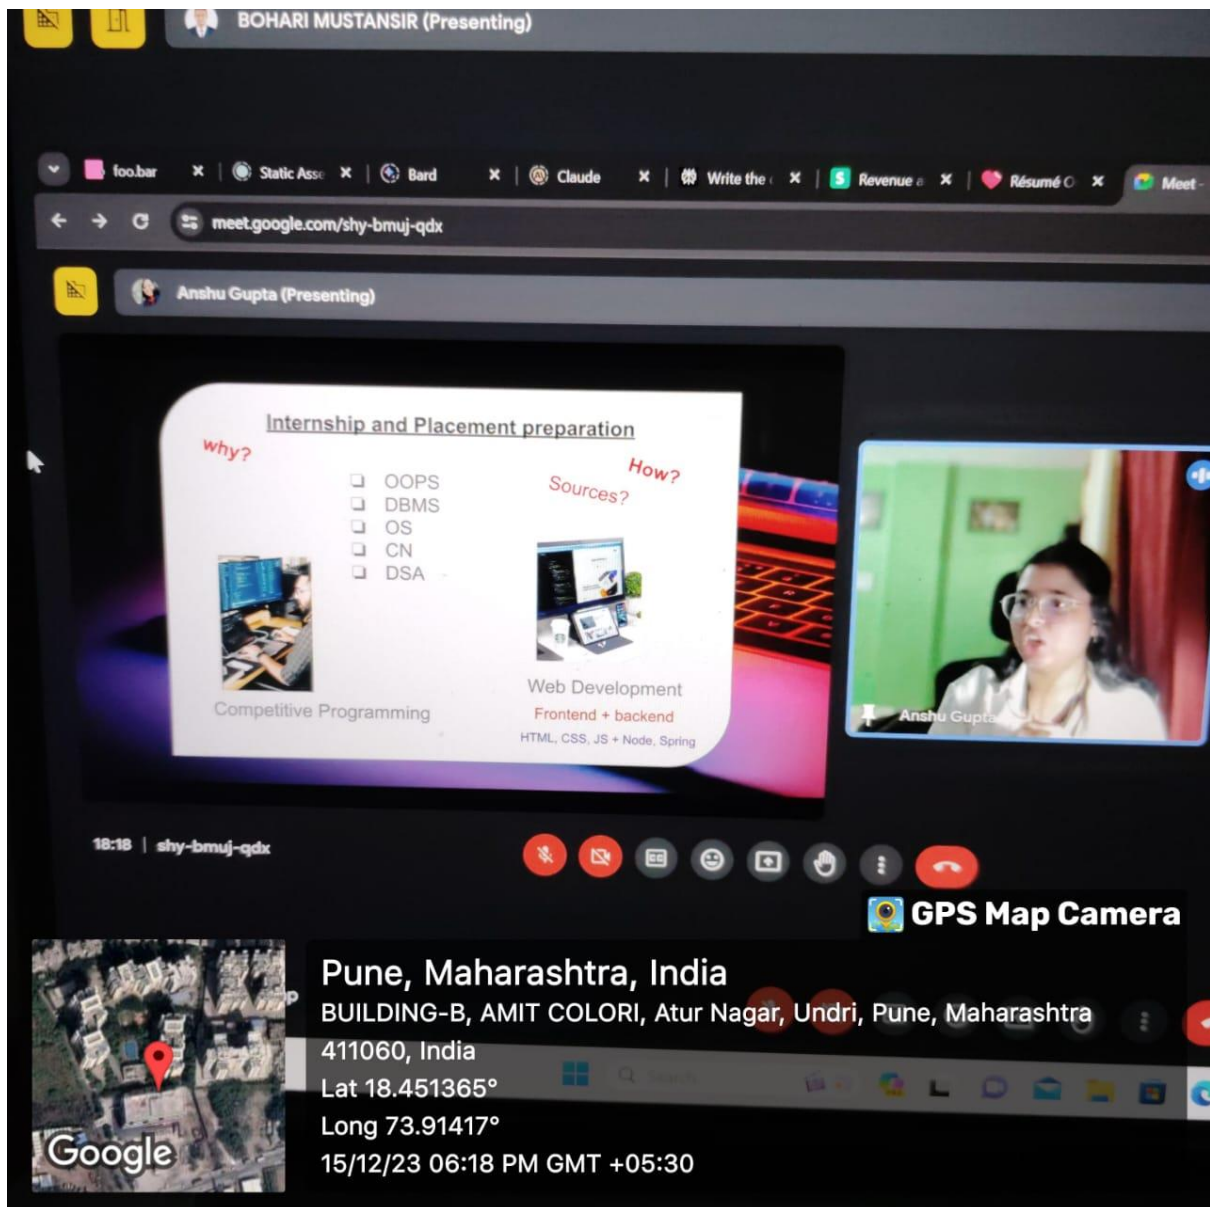 BOHARI MUSTANSIR (Presenting)
foo.bar
Static Asse
Bard
Claude
Write the
Revenue a
Résumé O
Meet -
meet.google.com/shy-bmuj-qdx
Anshu Gupta (Presenting)
Internship and Placement preparation
why?
How?
Sources?
OOPS
DBMS
OS
CN
DSA
Competitive Programming
Web Development
Frontend + backend
HTML, CSS, JS + Node, Spring
Anshu Gupta
18:18 | shy-bmuj-qdx
GPS Map Camera
Pune, Maharashtra, India
BUILDING-B, AMIT COLORI, Atur Nagar, Undri, Pune, Maharashtra
411060, India
Lat 18.451365°
Long 73.91417°
15/12/23 06:18 PM GMT +05:30
Google
Search